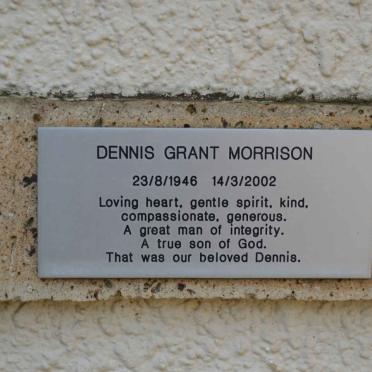 DENNIS GRANT MORRISON
23/8/1946 14/3/2002
Loving heart, gentle spirit, kind,
compassionate, generous.
A great man of integrity.
A true son of God.
That was our beloved Dennis.